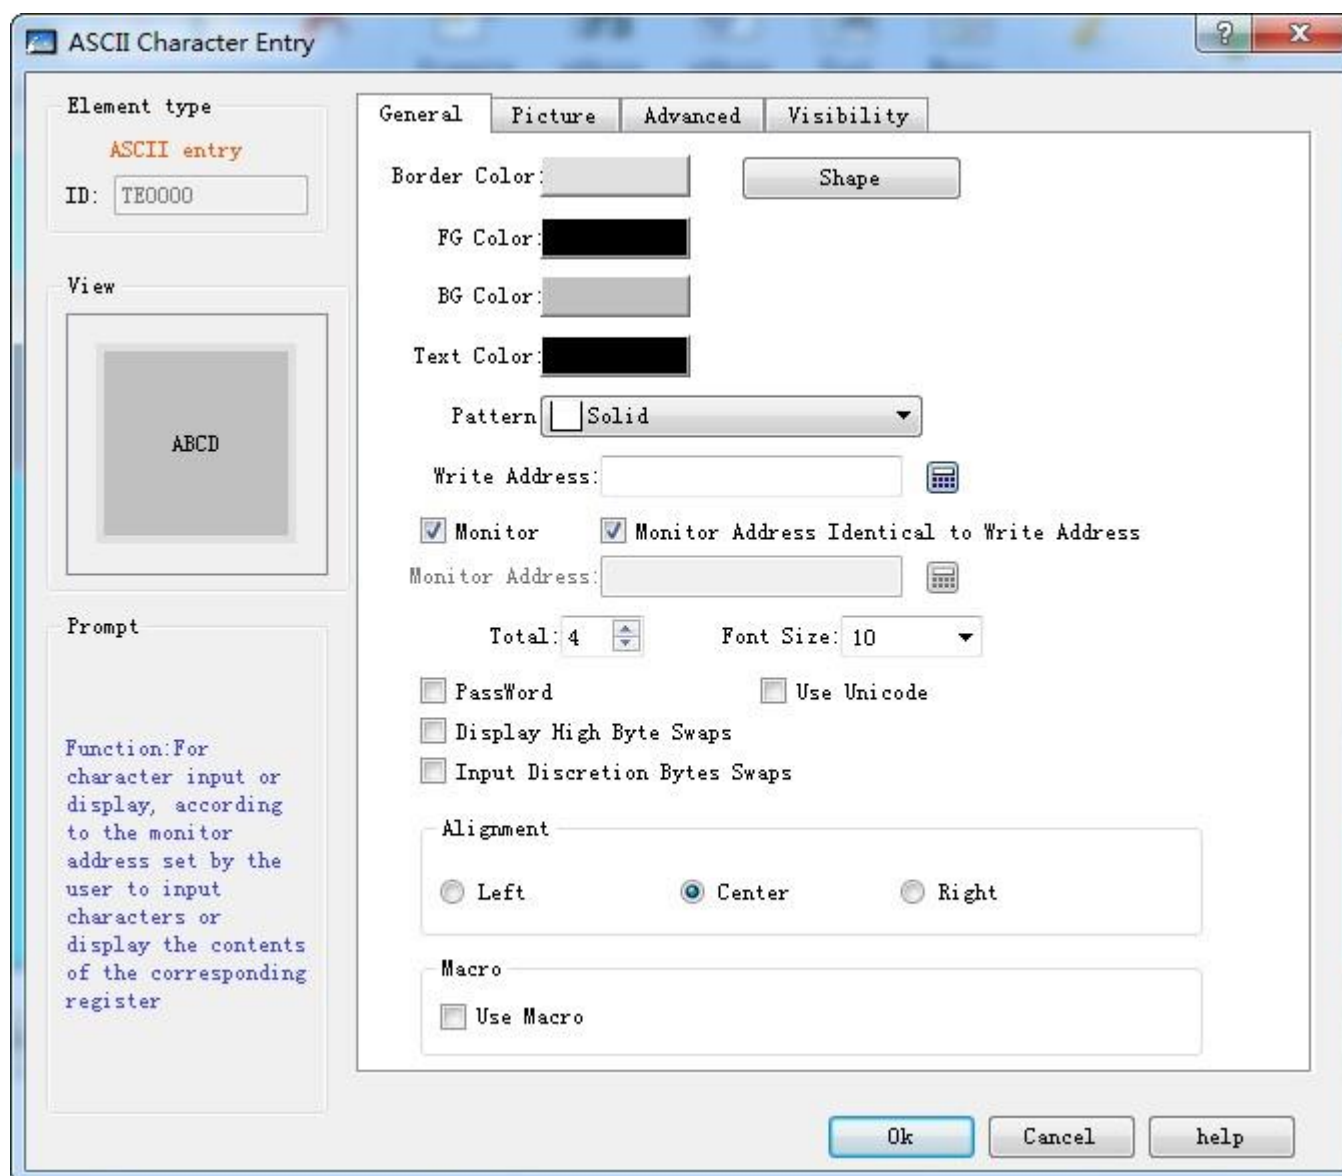 ASCII Character Entry
Element type
ASCII entry
ID: TE0000
View
ABCD
Prompt
Function:For
character input or
display, according
to the monitor
address set by the
user to input
characters or
display the contents
of the corresponding
register
General Picture Advanced Visibility
Border Color: Shape
FG Color:
BG Color:
Text Color:
Pattern Solid
Write Address:
Monitor Monitor Address Identical to Write Address
Monitor Address:
Total: 4 Font Size: 10
PassWord Use Unicode
Display High Byte Swaps
Input Discretion Bytes Swaps
Alignment
Left Center Right
Macro
Use Macro
Ok Cancel help